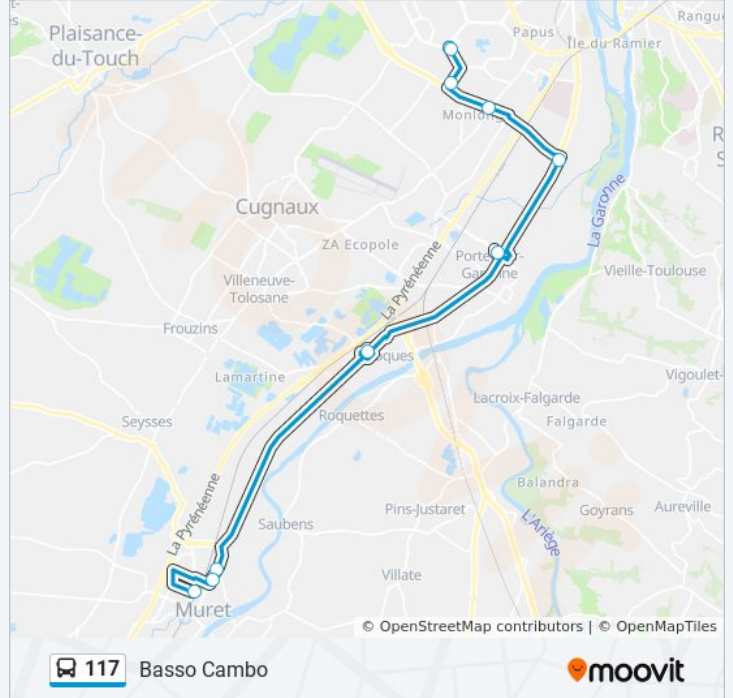 Plaisance-
du-Touch
Papus
Rangue
Île du Ramier
Monlong
La Garonne
Cugnaux
ZA Ecopole
La Pyrénéenne
Vieille-Toulouse
Villeneuve-
Tolosane
Frouzins
Roques
Lamartine
Vigoulet-
Lacroix-Falgarde
Roquettes
Falgarde
Seysses
Balandra
La Pyrénéenne
Saubens
Pins-Justaret
Goyrans
Aureville
L'Ariège
Villate
Muret
© OpenStreetMap contributors | © OpenMapTiles
117 Basso Cambo
moovit